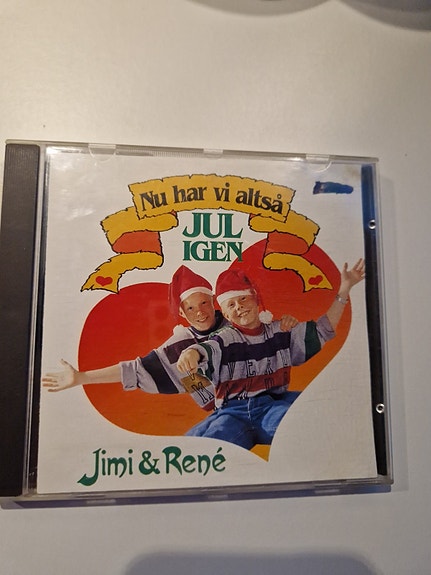 Nu har vi altså
JUL
IGEN
Jimi & René